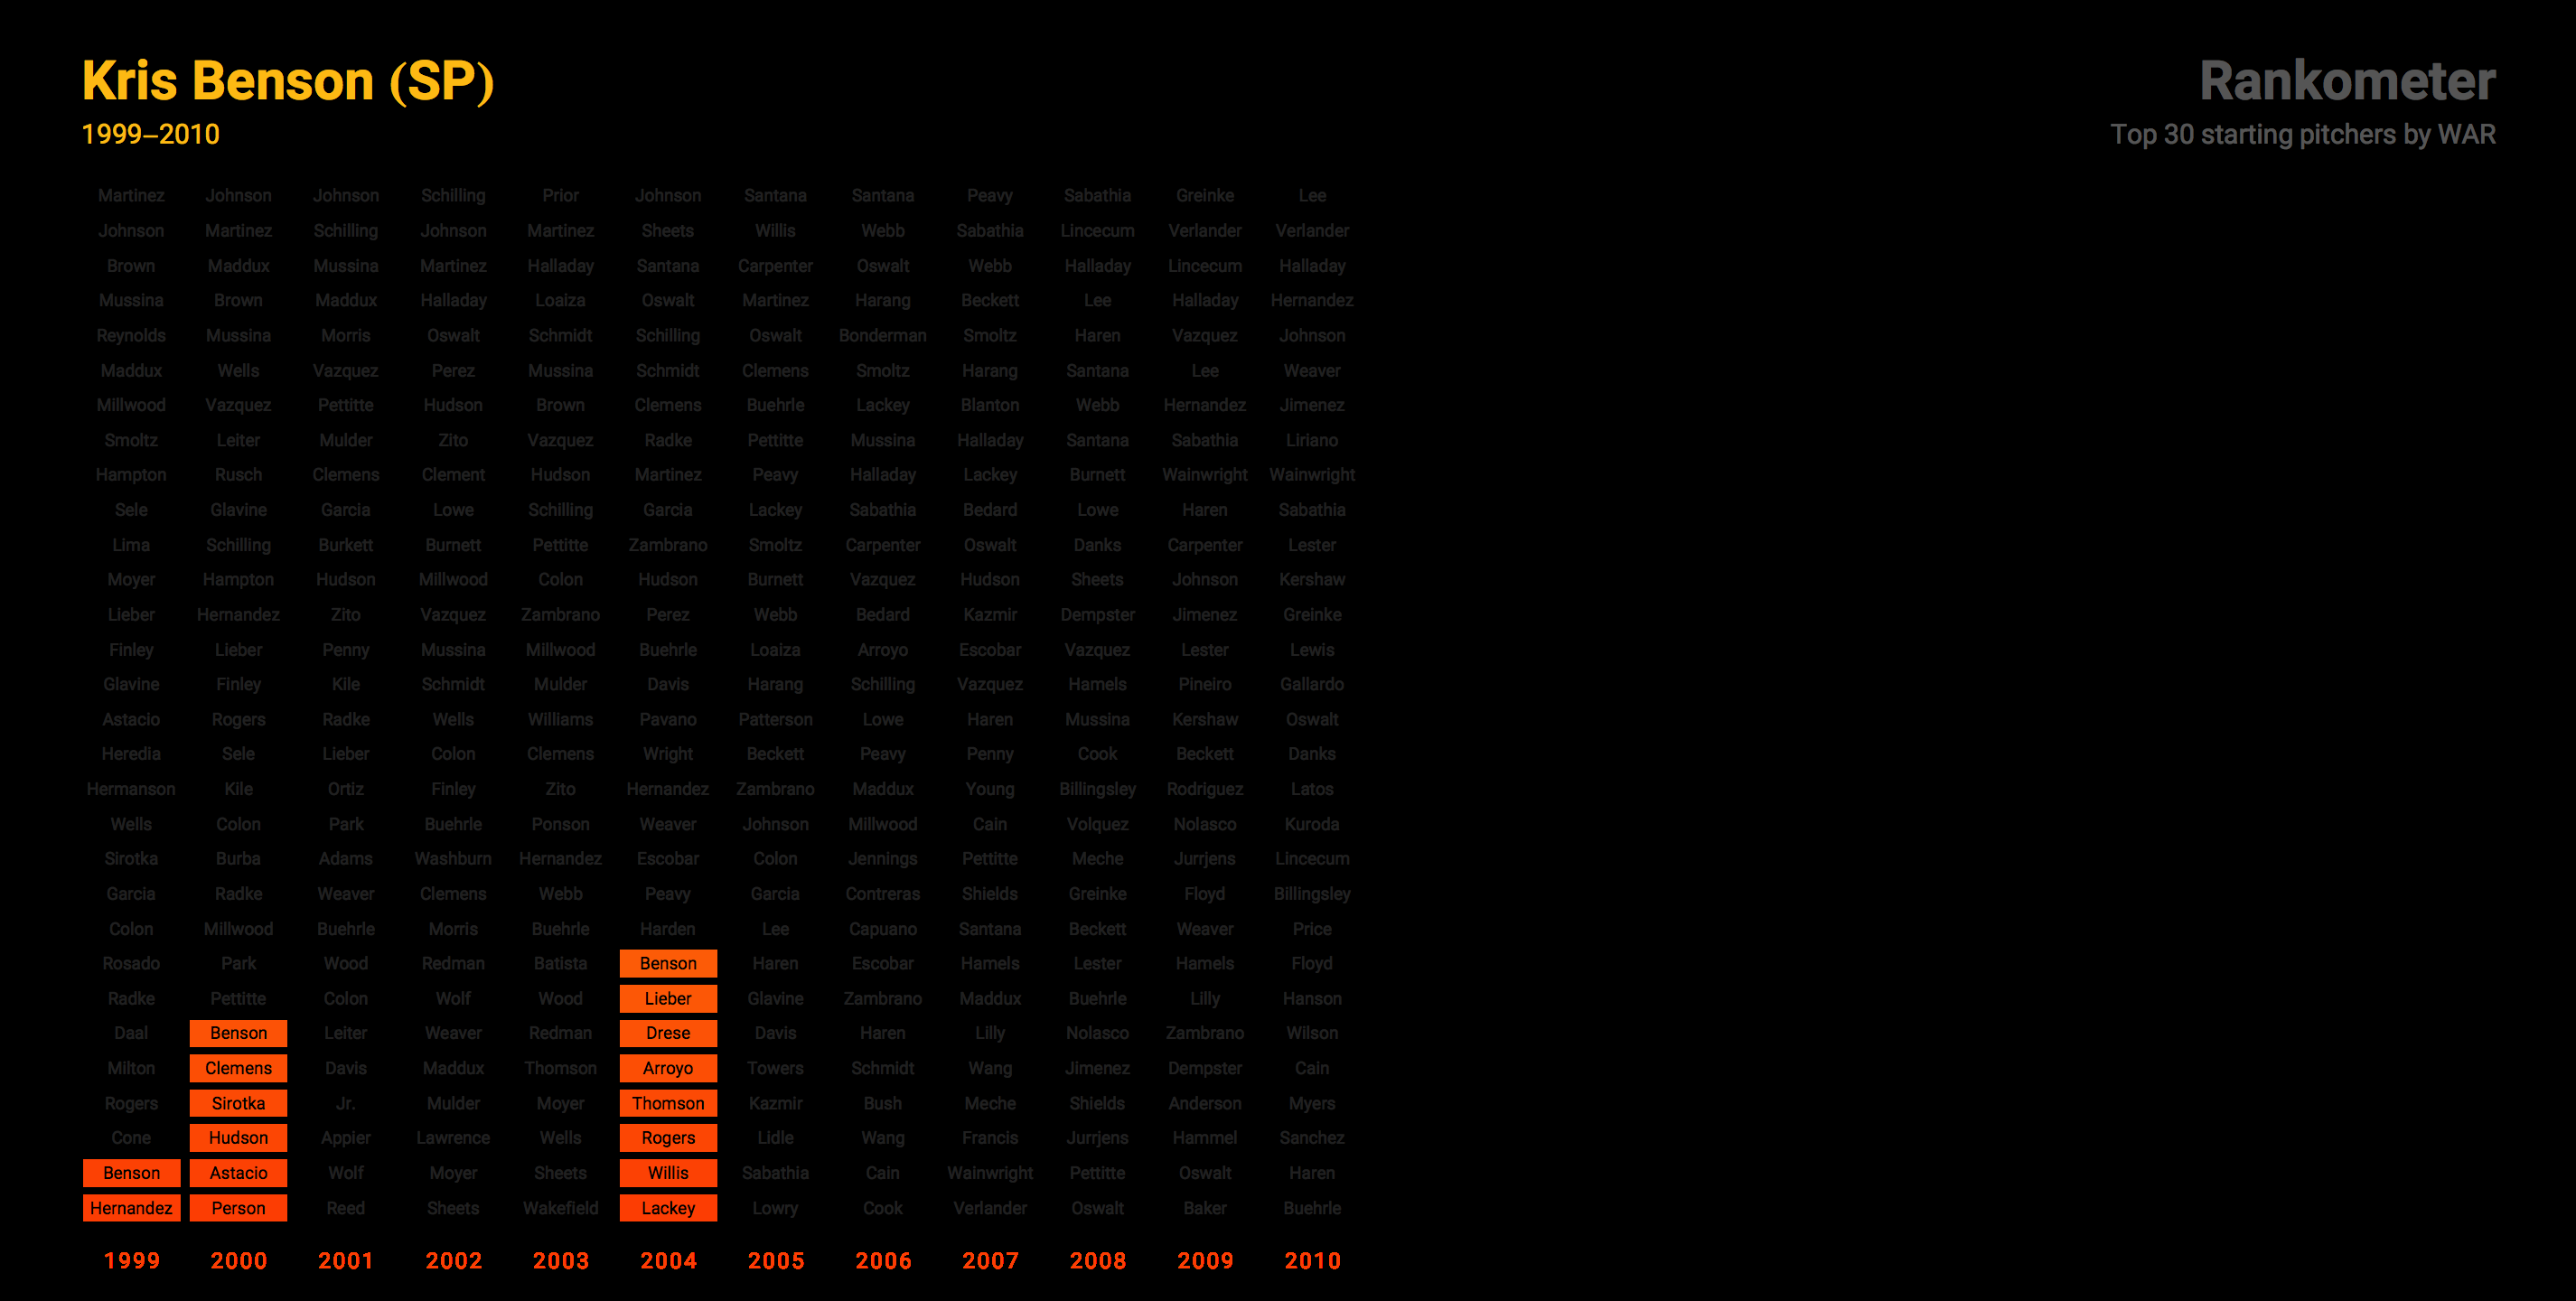 Kris Benson (SP)
1999–2010
Rankometer
Top 30 starting pitchers by WAR
Martinez Johnson Johnson Schilling Prior Johnson Santana Santana Peavy Sabathia Greinke Lee
Johnson Martinez Schilling Johnson Martinez Sheets Willis Webb Sabathia Lincecum Verlander Verlander
Brown Maddux Mussina Martinez Halladay Santana Carpenter Oswalt Webb Halladay Lincecum Halladay
Mussina Brown Maddux Halladay Loaiza Oswalt Martinez Harang Beckett Lee Halladay Hernandez
Reynolds Mussina Morris Oswalt Schmidt Schilling Oswalt Bonderman Smoltz Haren Vazquez Johnson
Maddux Wells Vazquez Perez Mussina Schmidt Clemens Smoltz Harang Santana Lee Weaver
Millwood Vazquez Pettitte Hudson Brown Clemens Buehrle Lackey Blanton Webb Hernandez Jimenez
Smoltz Leiter Mulder Zito Vazquez Radke Pettitte Mussina Halladay Santana Sabathia Liriano
Hampton Rusch Clemens Clement Hudson Martinez Peavy Halladay Lackey Burnett Wainwright Wainwright
Sele Glavine Garcia Lowe Schilling Garcia Lackey Sabathia Bedard Lowe Haren Sabathia
Lima Schilling Burkett Burnett Pettitte Zambrano Smoltz Carpenter Oswalt Danks Carpenter Lester
Moyer Hampton Hudson Millwood Colon Hudson Burnett Vazquez Hudson Sheets Johnson Kershaw
Lieber Hernandez Zito Vazquez Zambrano Perez Webb Bedard Kazmir Dempster Jimenez Greinke
Finley Lieber Penny Mussina Millwood Buehrle Loaiza Arroyo Escobar Vazquez Lester Lewis
Glavine Finley Kile Schmidt Mulder Davis Harang Schilling Vazquez Hamels Pineiro Gallardo
Astacio Rogers Radke Wells Williams Pavano Patterson Lowe Haren Mussina Kershaw Oswalt
Heredia Sele Lieber Colon Clemens Wright Beckett Peavy Penny Cook Beckett Danks
Hermanson Kile Ortiz Finley Zito Hernandez Zambrano Maddux Young Billingsley Rodriguez Latos
Wells Colon Park Buehrle Ponson Weaver Johnson Millwood Cain Volquez Nolasco Kuroda
Sirotka Burba Adams Washburn Hernandez Escobar Colon Jennings Pettitte Meche Jurrjens Lincecum
Garcia Radke Weaver Clemens Webb Peavy Garcia Contreras Shields Greinke Floyd Billingsley
Colon Millwood Buehrle Morris Buehrle Harden Lee Capuano Santana Beckett Weaver Price
Rosado Park Wood Redman Batista Benson Haren Escobar Hamels Lester Hamels Floyd
Radke Pettitte Colon Wolf Wood Lieber Glavine Zambrano Maddux Buehrle Lilly Hanson
Daal Benson Leiter Weaver Redman Drese Davis Haren Lilly Nolasco Zambrano Wilson
Milton Clemens Davis Maddux Thomson Arroyo Towers Schmidt Wang Jimenez Dempster Cain
Rogers Sirotka Jr. Mulder Moyer Thomson Kazmir Bush Meche Shields Anderson Myers
Cone Hudson Appier Lawrence Wells Rogers Lidle Wang Francis Jurrjens Hammel Sanchez
Benson Astacio Wolf Moyer Sheets Willis Sabathia Cain Wainwright Pettitte Oswalt Haren
Hernandez Person Reed Sheets Wakefield Lackey Lowry Cook Verlander Oswalt Baker Buehrle
1999 2000 2001 2002 2003 2004 2005 2006 2007 2008 2009 2010